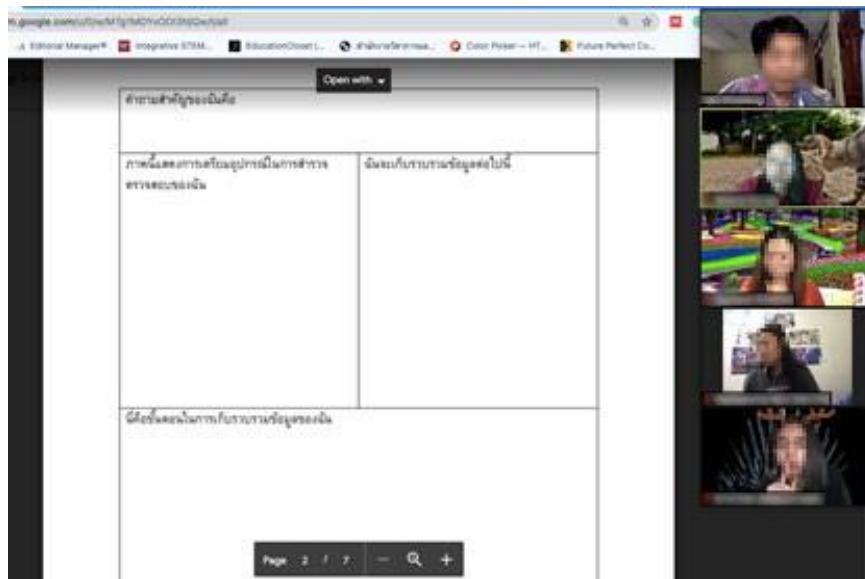 m.google.com/
Editorial Manager® Integrative STEM... EducationCloset |... Color Picker — HT... Future Perfect Co...
Open with
คำถามสำคัญของฉันคือ
ภาพนี้แสดงการเตรียมอุปกรณ์ในการสำรวจ
ตรวจสอบของฉัน
ฉันจะเก็บรวบรวมข้อมูลต่อไปนี้
นี่คือขั้นตอนในการเก็บรวบรวมข้อมูลของฉัน
Page 2 / 7